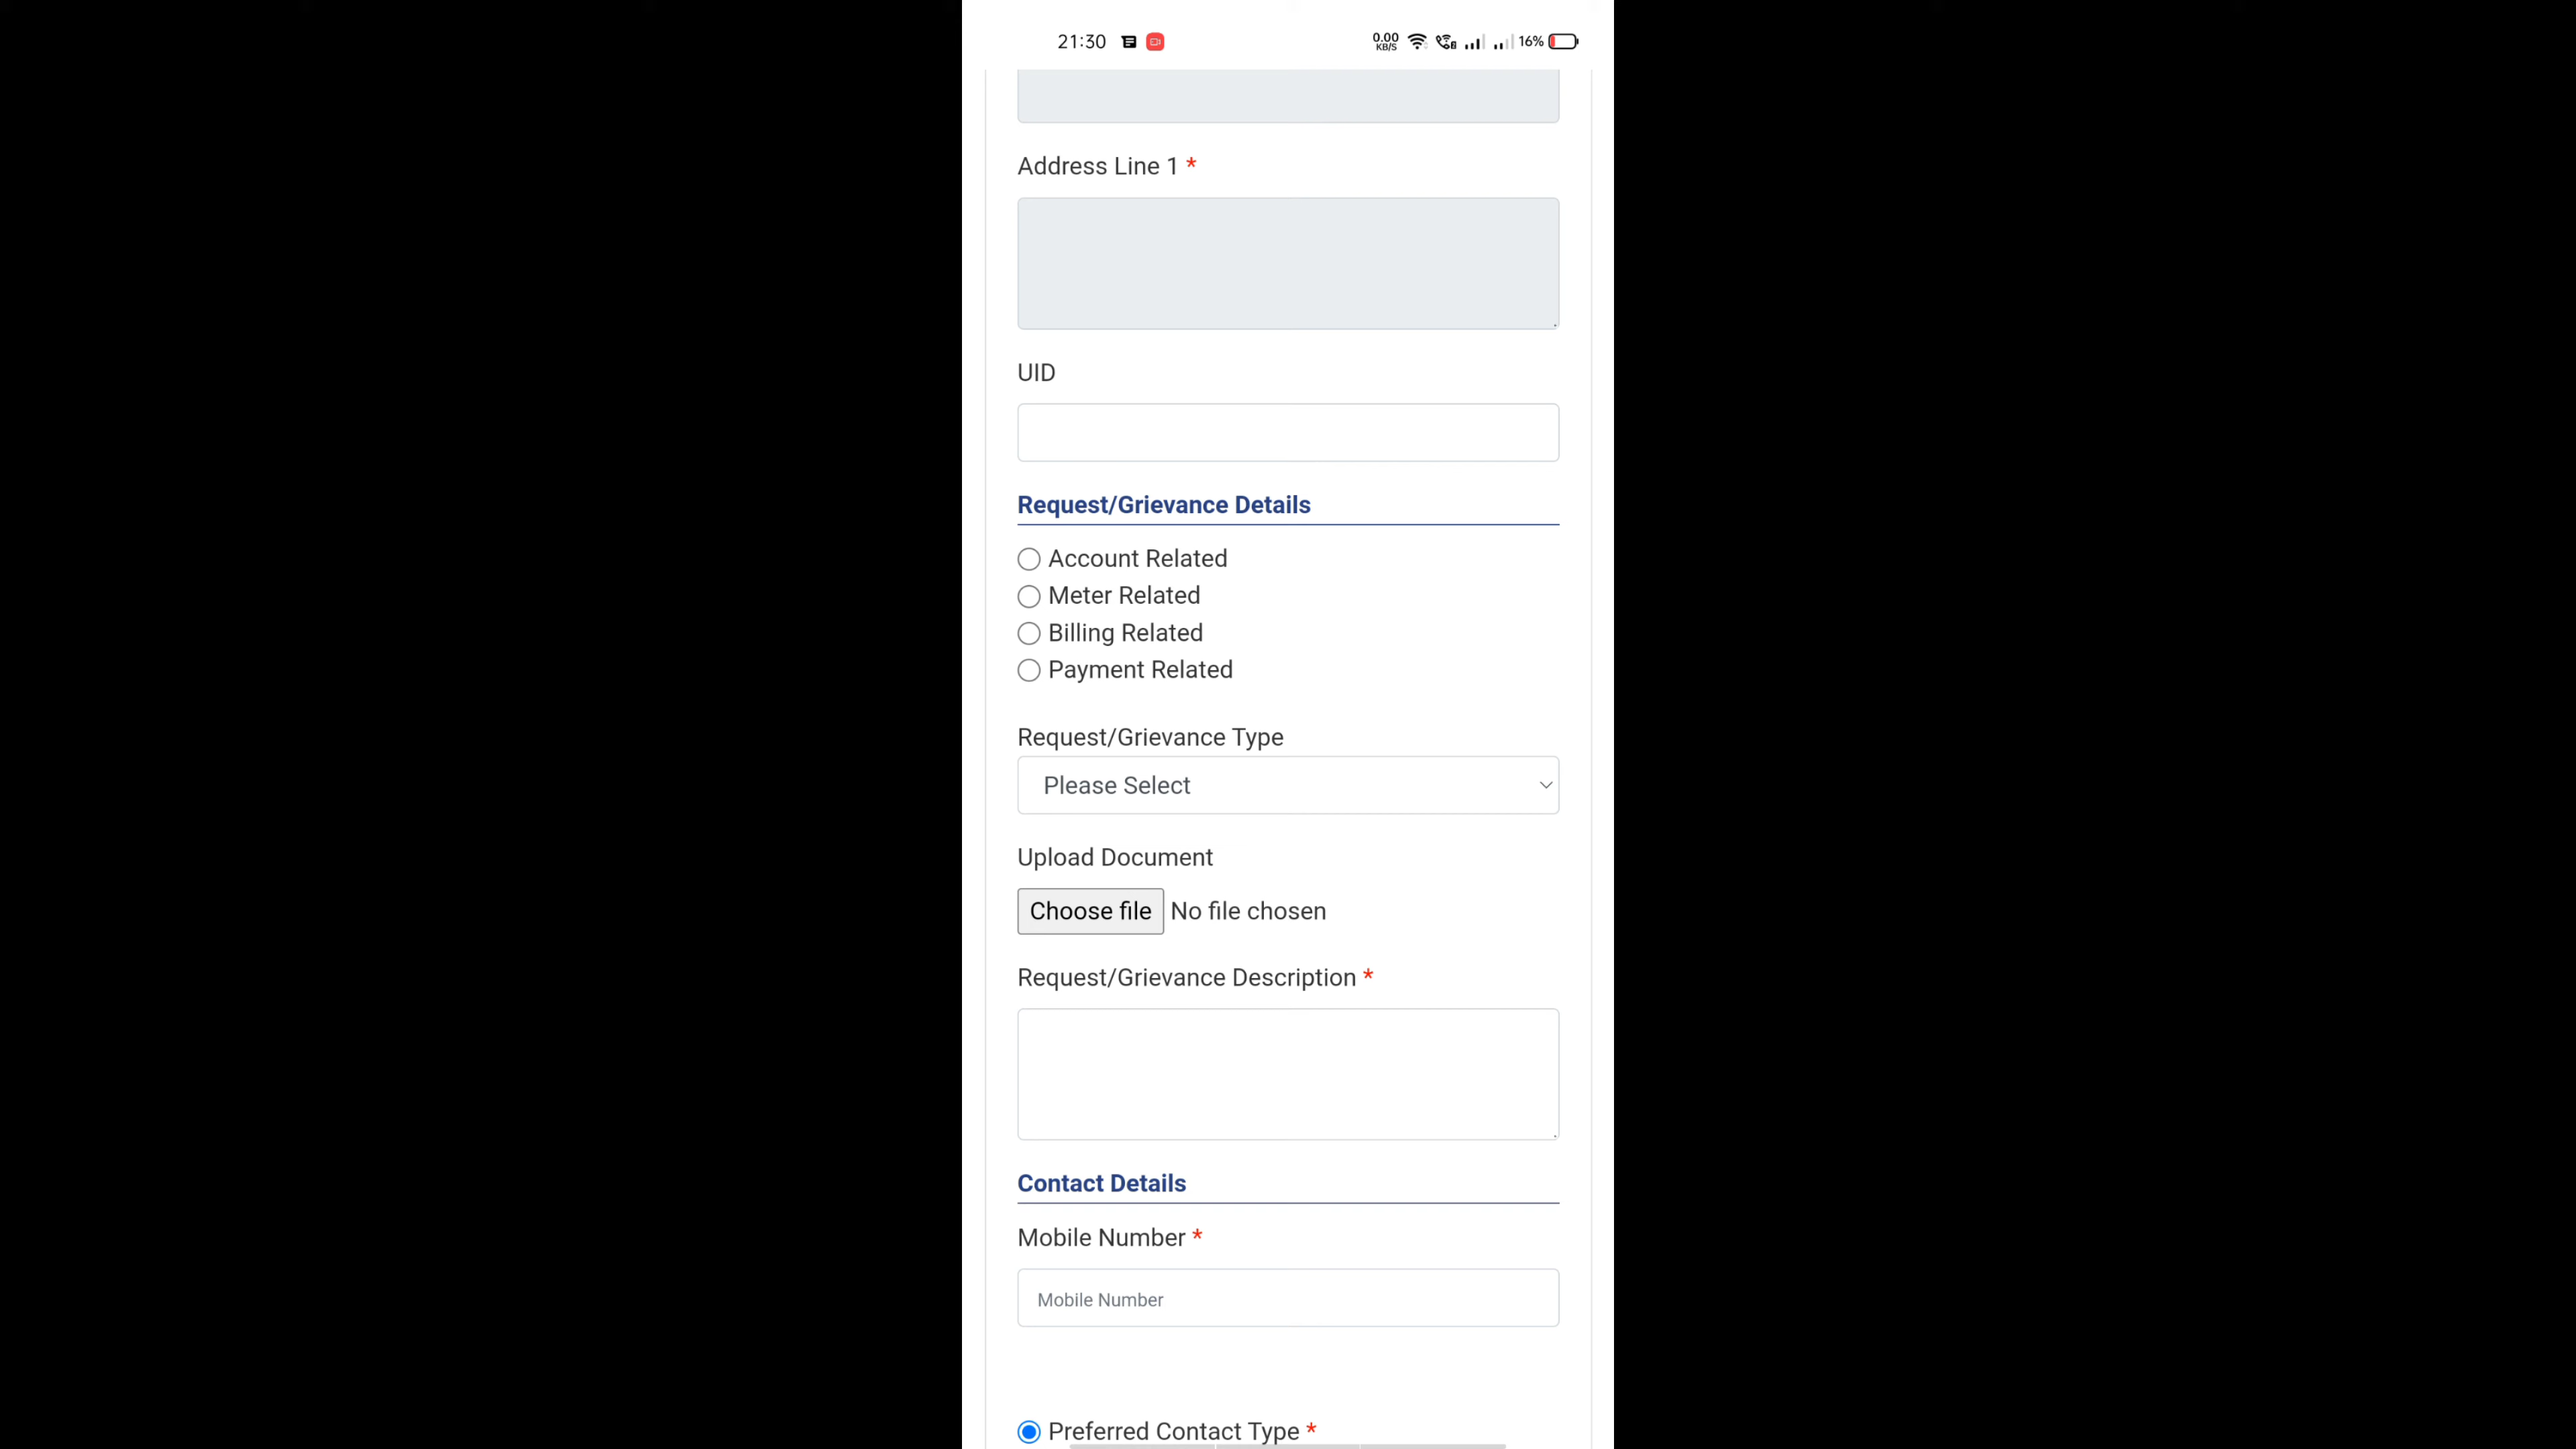 21:30
0.00 KB/S
16%
Address Line 1 *
UID
Request/Grievance Details
Account Related
Meter Related
Billing Related
Payment Related
Request/Grievance Type
Please Select
Upload Document
Choose file No file chosen
Request/Grievance Description *
Contact Details
Mobile Number *
Mobile Number
Preferred Contact Type *